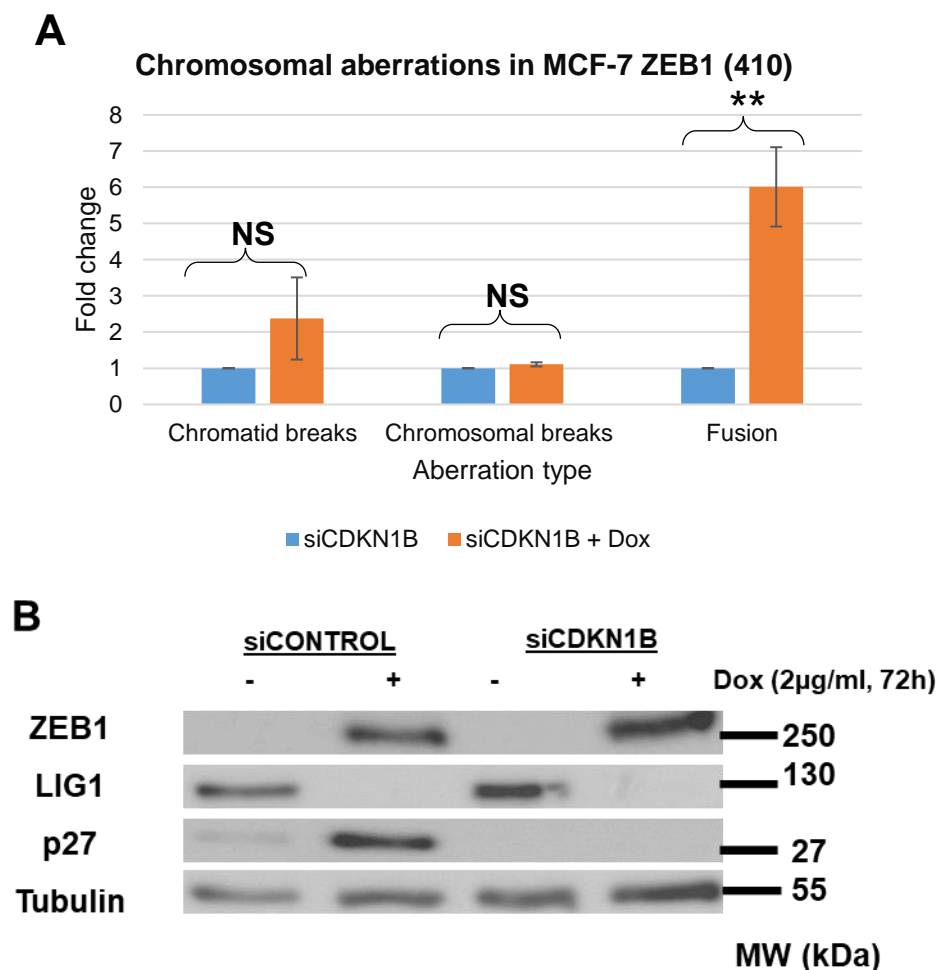 A
Chromosomal aberrations in MCF-7 ZEB1 (410)
**
8
7
6
5
4
3
2
1
0
Fold change
NS
NS
Chromatid breaks Chromosomal breaks Fusion
Aberration type
siCDKN1B siCDKN1B + Dox
B
siCONTROL siCDKN1B
- + - + Dox (2µg/ml, 72h)
ZEB1 250
LIG1 130
p27 27
Tubulin 55
MW (kDa)